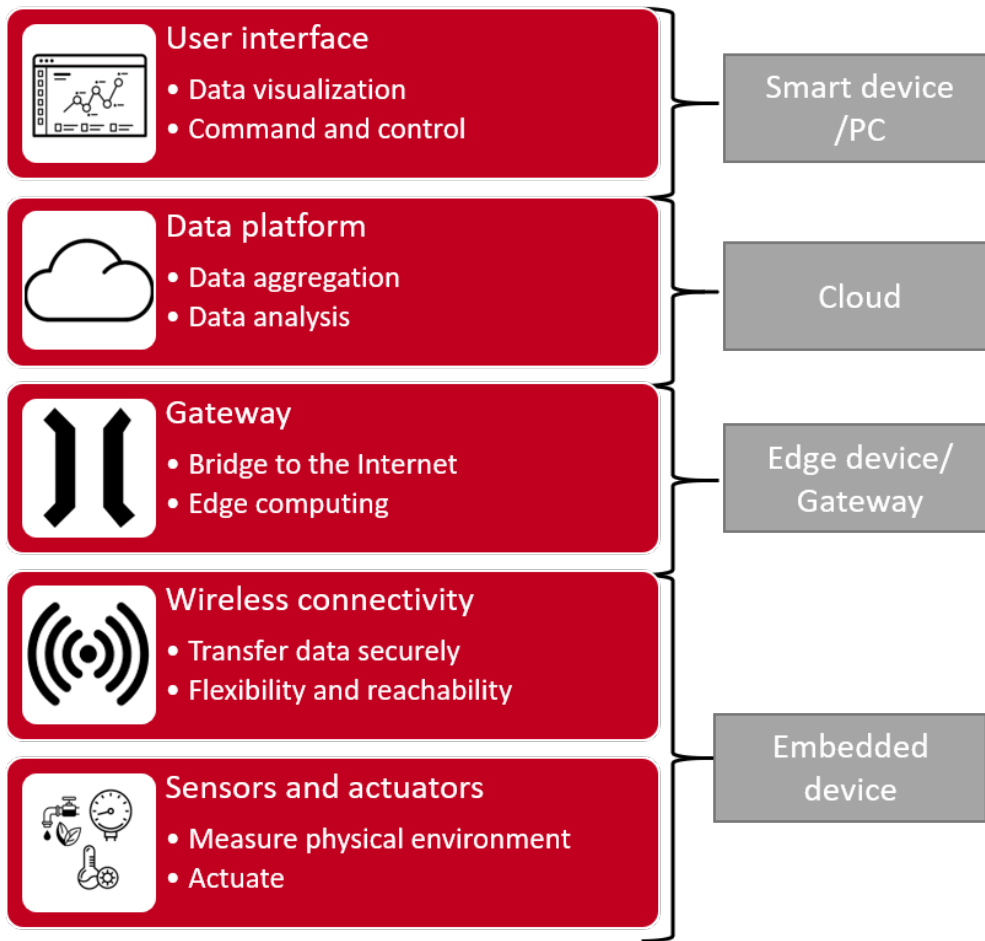 User interface
• Data visualization
• Command and control
Smart device
/PC
Data platform
• Data aggregation
• Data analysis
Cloud
Gateway
• Bridge to the Internet
• Edge computing
Edge device/
Gateway
Wireless connectivity
• Transfer data securely
• Flexibility and reachability
Sensors and actuators
• Measure physical environment
• Actuate
Embedded
device